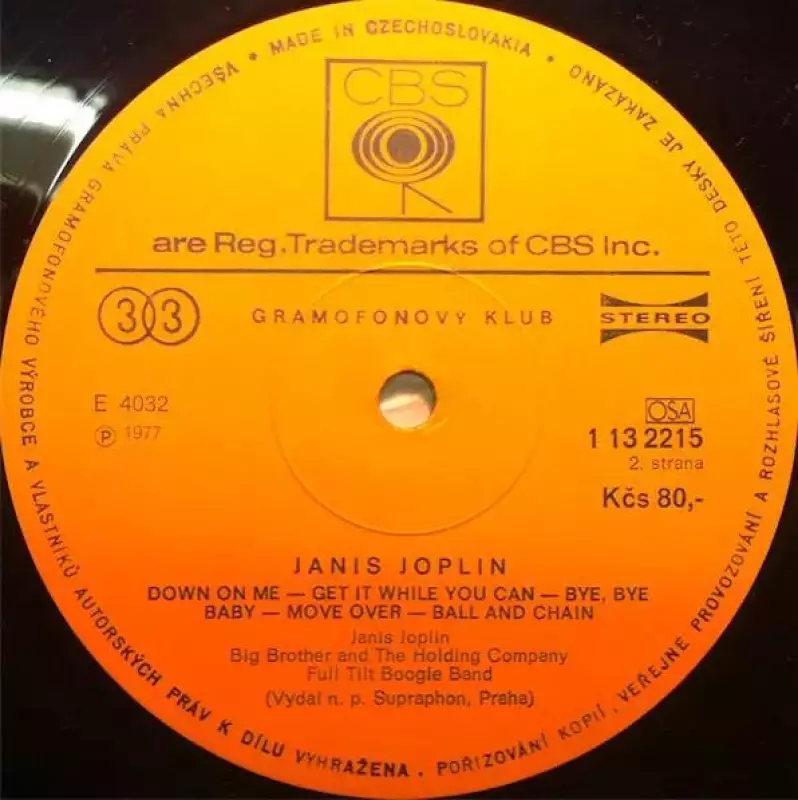 VŠECHNA PRÁVA GRAMOFONOVÉHO VÝROBCE A VLASTNÍKŮ AUTORSKÝCH PRÁV K DÍLU VYHRAŽENA • POŘIZOVÁNÍ KOPIÍ, VEŘEJNÉ PROVOZOVÁNÍ A ROZHLASOVÉ ŠÍŘENÍ TÉTO DESKY JE ZAKÁZÁNO
• MADE IN CZECHOSLOVAKIA •
CBS
are Reg.Trademarks of CBS Inc.
33
GRAMOFONOVÝ KLUB
STEREO
E 4032
Ⓟ 1977
OSA
1 13 2215
2. strana
Kčs 80,-
JANIS JOPLIN
DOWN ON ME — GET IT WHILE YOU CAN — BYE, BYE
BABY — MOVE OVER — BALL AND CHAIN
Janis Joplin
Big Brother and The Holding Company
Full Tilt Boogie Band
(Vydal n. p. Supraphon, Praha)